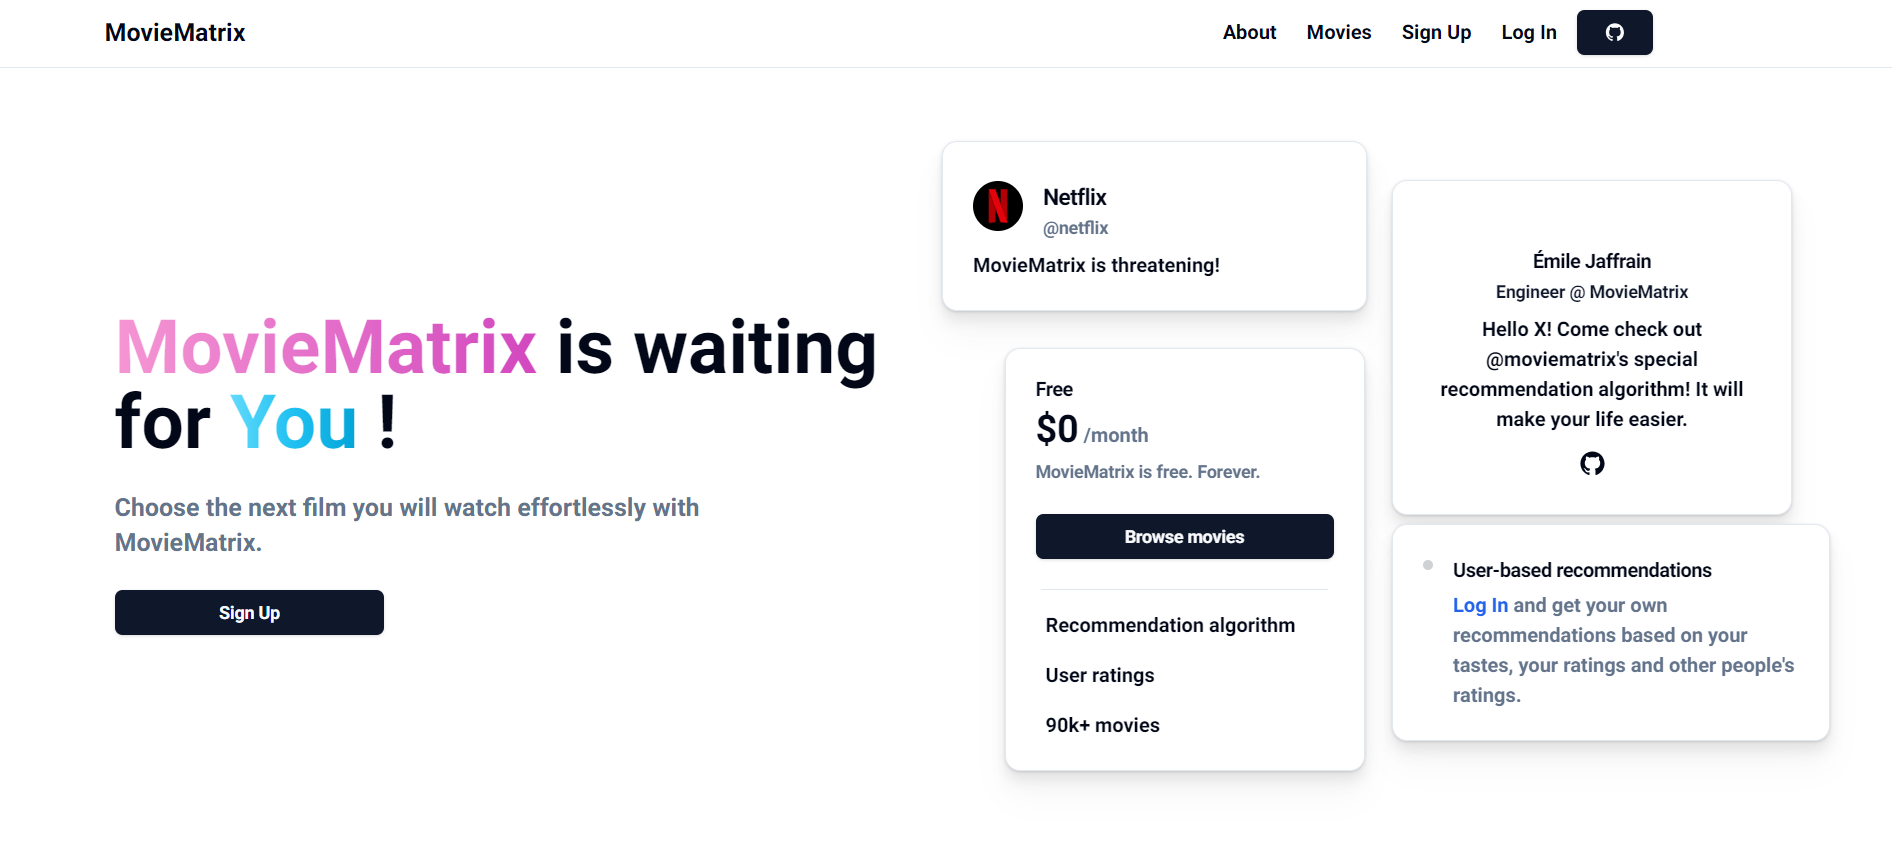 MovieMatrix
About Movies Sign Up Log In
MovieMatrix is waiting
for You !
Choose the next film you will watch effortlessly with
MovieMatrix.
Sign Up
N
Netflix
@netflix
MovieMatrix is threatening!
Free
$0 /month
MovieMatrix is free. Forever.
Browse movies
Recommendation algorithm
User ratings
90k+ movies
Émile Jaffrain
Engineer @ MovieMatrix
Hello X! Come check out
@moviematrix's special
recommendation algorithm! It will
make your life easier.
User-based recommendations
Log In and get your own
recommendations based on your
tastes, your ratings and other people's
ratings.